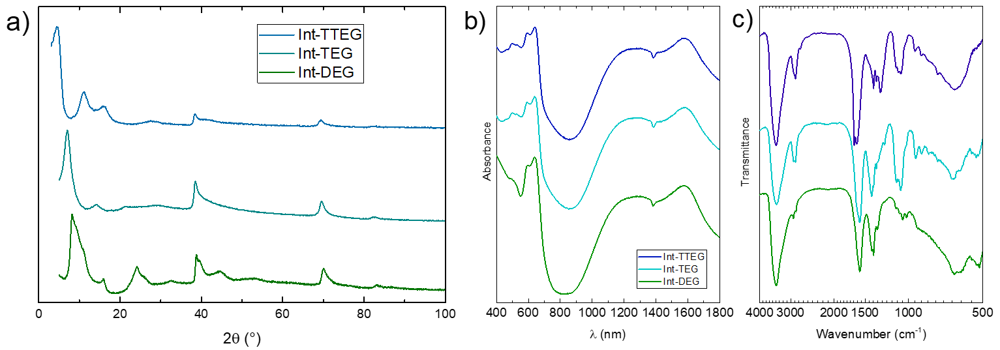 a)
Int-TTEG
Int-TEG
Int-DEG
0 20 40 60 80 100
2θ (°)
b)
Absorbance
Int-TTEG
Int-TEG
Int-DEG
400 600 800 1000 1200 1400 1600 1800
λ (nm)
c)
Transmittance
4000 3000 2000 1500 1000 500
Wavenumber (cm⁻¹)